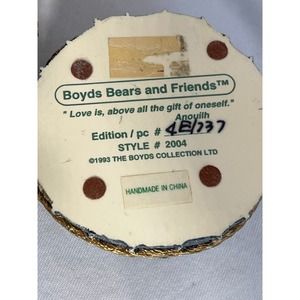 Boyds Bears and Friends™
" Love is, above all the gift of oneself."
Anouilh
Edition / pc # 4E/737
STYLE # 2004
©1993 THE BOYDS COLLECTION LTD
HANDMADE IN CHINA